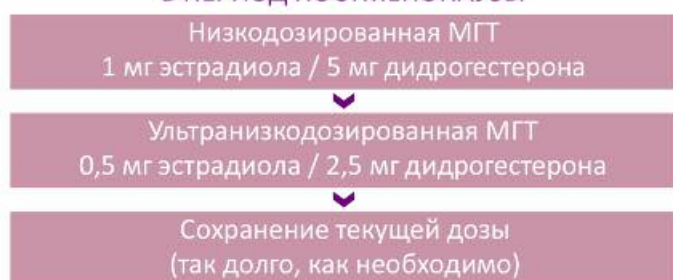 Низкодозированная МГТ
1 мг эстрадиола / 5 мг дидрогестерона
Ультранизкодозированная МГТ
0,5 мг эстрадиола / 2,5 мг дидрогестерона
Сохранение текущей дозы
(так долго, как необходимо)